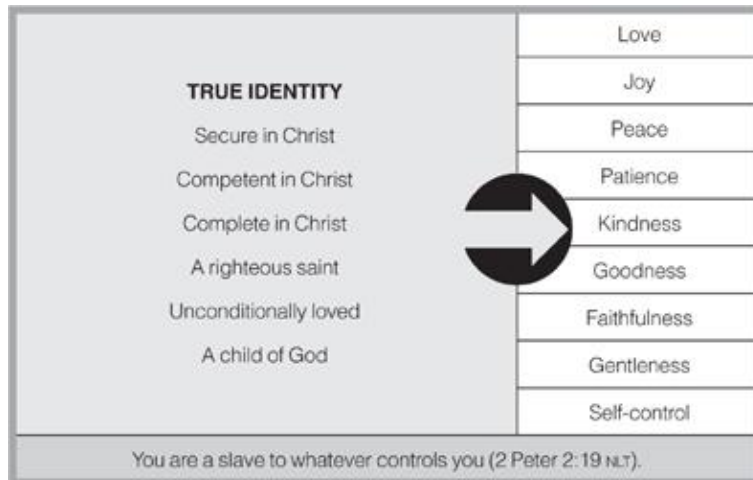 TRUE IDENTITY
Secure in Christ
Competent in Christ
Complete in Christ
A righteous saint
Unconditionally loved
A child of God
Love
Joy
Peace
Patience
Kindness
Goodness
Faithfulness
Gentleness
Self-control
You are a slave to whatever controls you (2 Peter 2:19 NLT).